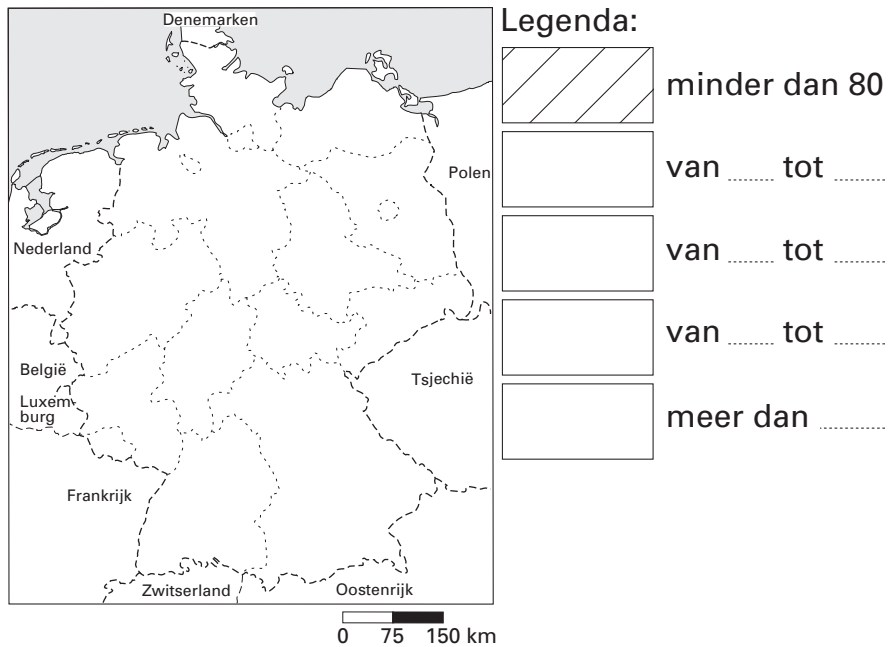 Denemarken
Polen
Nederland
België
Luxem-
burg
Tsjechië
Frankrijk
Zwitserland
Oostenrijk
0 75 150 km
Legenda:
minder dan 80
van ...... tot ......
van ...... tot ......
van ...... tot ......
meer dan ......